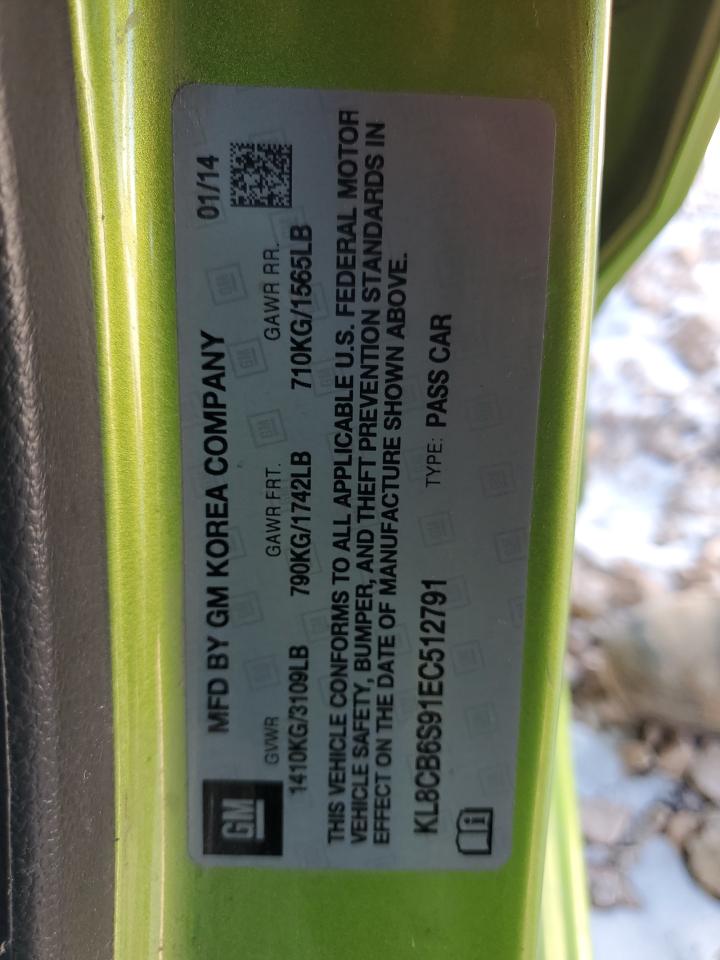 GM
MFD BY GM KOREA COMPANY 01/14
GVWR GAWR FRT. GAWR RR.
1410KG/3109LB 790KG/1742LB 710KG/1565LB
THIS VEHICLE CONFORMS TO ALL APPLICABLE U.S. FEDERAL MOTOR
VEHICLE SAFETY, BUMPER, AND THEFT PREVENTION STANDARDS IN
EFFECT ON THE DATE OF MANUFACTURE SHOWN ABOVE.
KL8CB6S91EC512791 TYPE: PASS CAR